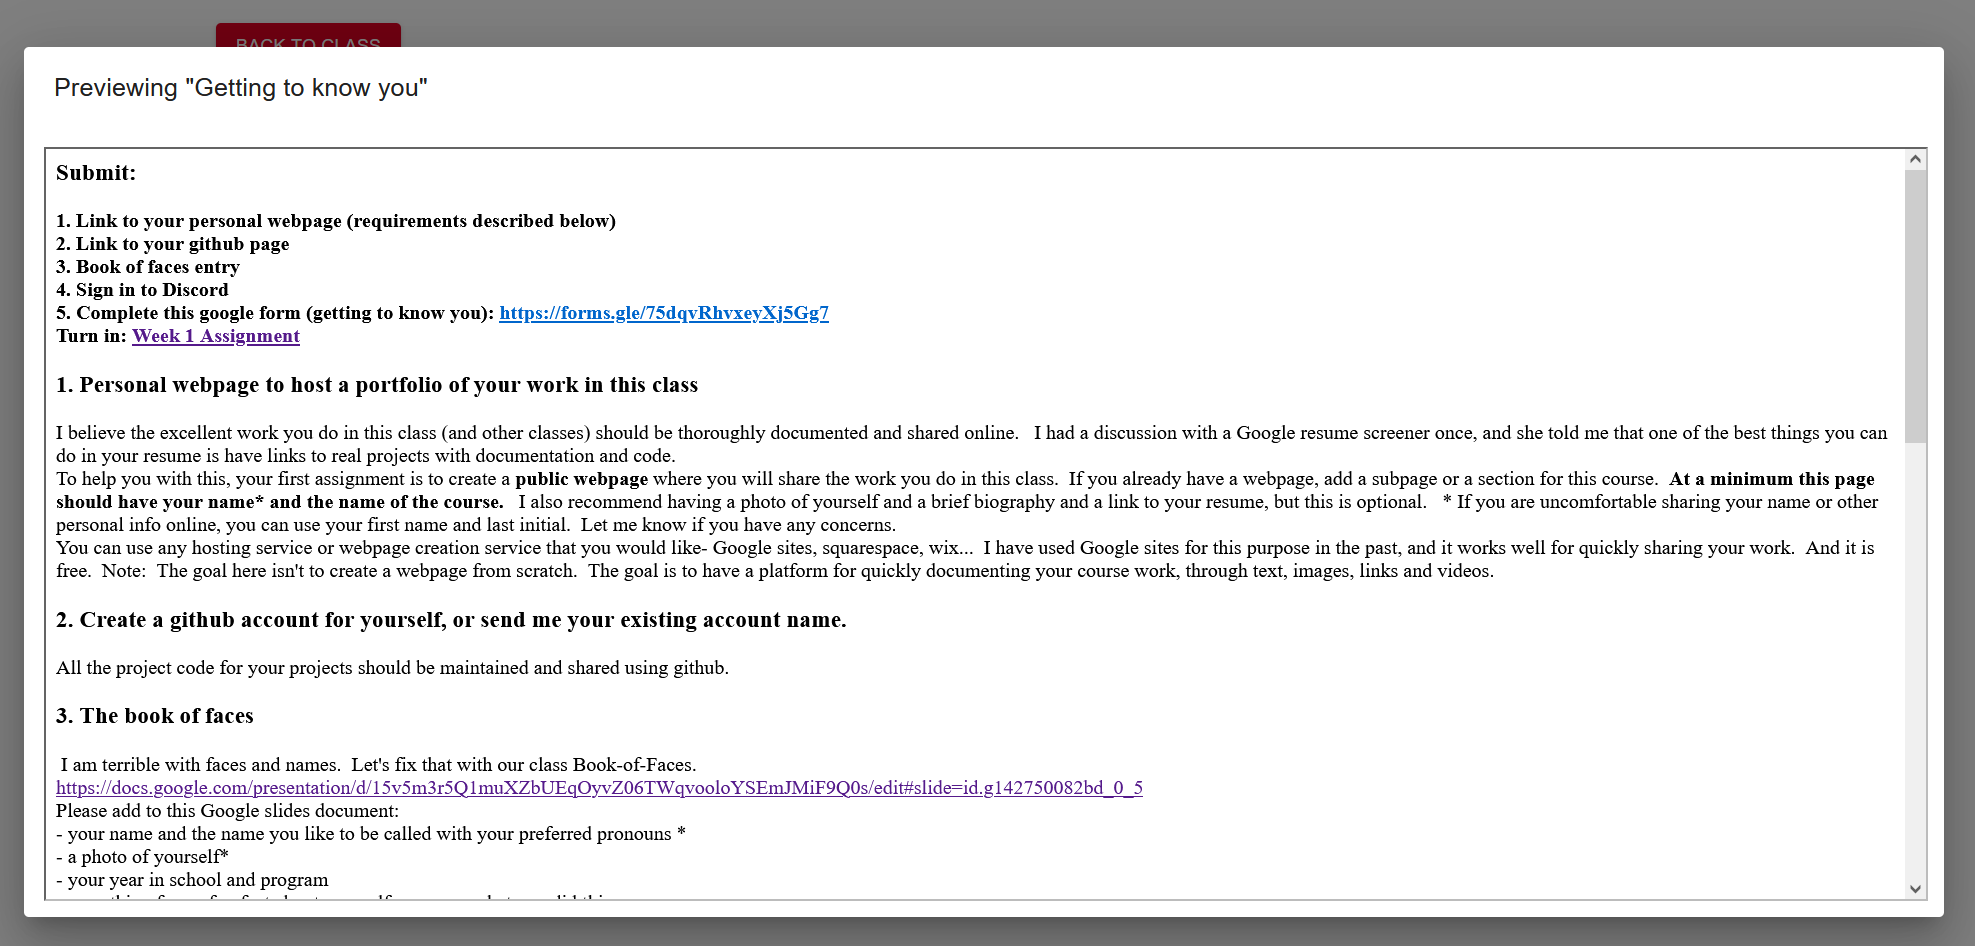 BACK TO CLASS
Previewing "Getting to know you"
Submit:
1. Link to your personal webpage (requirements described below)
2. Link to your github page
3. Book of faces entry
4. Sign in to Discord
5. Complete this google form (getting to know you): https://forms.gle/75dqvRhvxeyXj5Gg7
Turn in: Week 1 Assignment
1. Personal webpage to host a portfolio of your work in this class
I believe the excellent work you do in this class (and other classes) should be thoroughly documented and shared online.   I had a discussion with a Google resume screener once, and she told me that one of the best things you can
do in your resume is have links to real projects with documentation and code.
To help you with this, your first assignment is to create a public webpage where you will share the work you do in this class.  If you already have a webpage, add a subpage or a section for this course.  At a minimum this page
should have your name* and the name of the course.   I also recommend having a photo of yourself and a brief biography and a link to your resume, but this is optional.   * If you are uncomfortable sharing your name or other
personal info online, you can use your first name and last initial.  Let me know if you have any concerns.
You can use any hosting service or webpage creation service that you would like- Google sites, squarespace, wix...  I have used Google sites for this purpose in the past, and it works well for quickly sharing your work.  And it is
free.  Note:  The goal here isn't to create a webpage from scratch.  The goal is to have a platform for quickly documenting your course work, through text, images, links and videos.
2. Create a github account for yourself, or send me your existing account name.
All the project code for your projects should be maintained and shared using github.
3. The book of faces
I am terrible with faces and names.  Let's fix that with our class Book-of-Faces.
https://docs.google.com/presentation/d/15v5m3r5Q1muXZbUEqOyvZ06TWqvooloYSEmJMiF9Q0s/edit#slide=id.g142750082bd_0_5
Please add to this Google slides document:
- your name and the name you like to be called with your preferred pronouns *
- a photo of yourself*
- your year in school and program